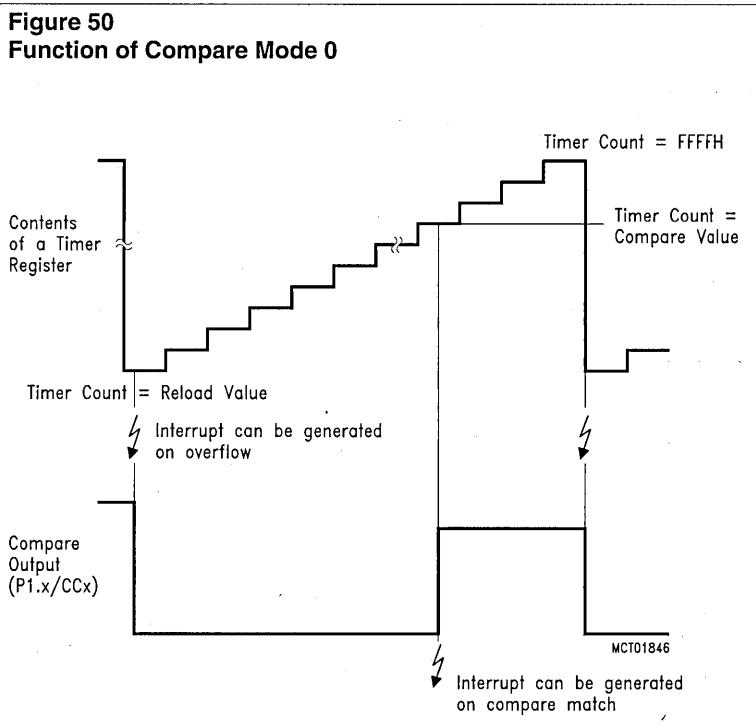 Figure 50
Function of Compare Mode 0
Timer Count = FFFFH
Contents
of a Timer
Register
Timer Count =
Compare Value
Timer Count = Reload Value
Interrupt can be generated
on overflow
Compare
Output
(P1.x/CCx)
MCT01846
Interrupt can be generated
on compare match